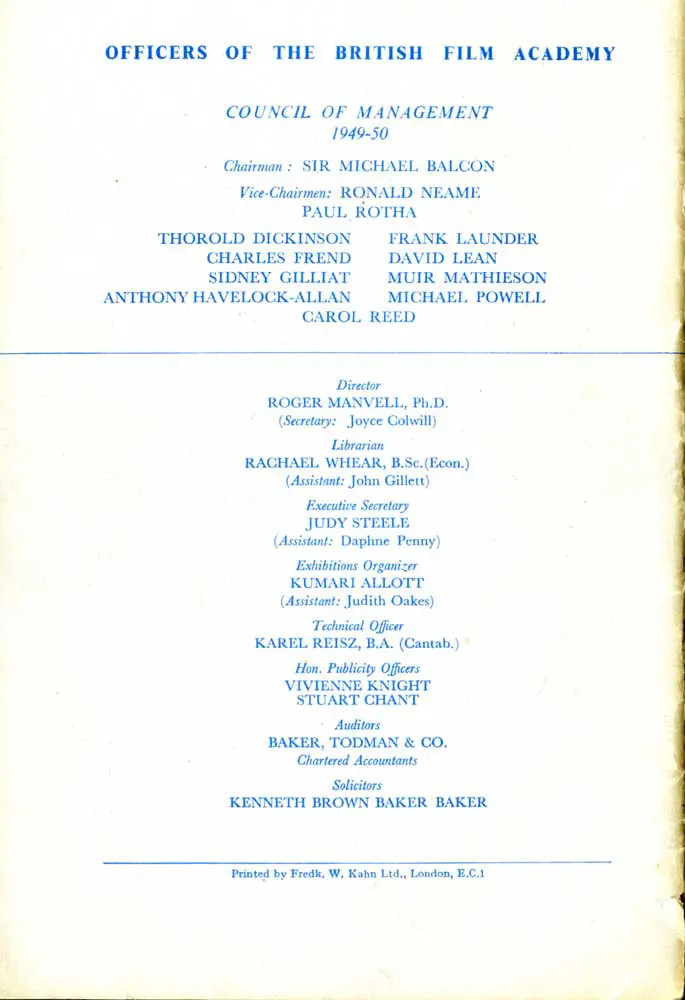 OFFICERS OF THE BRITISH FILM ACADEMY
COUNCIL OF MANAGEMENT
1949-50
Chairman : SIR MICHAEL BALCON
Vice-Chairmen: RONALD NEAME
PAUL ROTHA
THOROLD DICKINSON FRANK LAUNDER
CHARLES FREND DAVID LEAN
SIDNEY GILLIAT MUIR MATHIESON
ANTHONY HAVELOCK-ALLAN MICHAEL POWELL
CAROL REED
Director
ROGER MANVELL, Ph.D.
(Secretary: Joyce Colwill)
Librarian
RACHAEL WHEAR, B.Sc.(Econ.)
(Assistant: John Gillett)
Executive Secretary
JUDY STEELE
(Assistant: Daphne Penny)
Exhibitions Organizer
KUMARI ALLOTT
(Assistant: Judith Oakes)
Technical Officer
KAREL REISZ, B.A. (Cantab.)
Hon. Publicity Officers
VIVIENNE KNIGHT
STUART CHANT
Auditors
BAKER, TODMAN & CO.
Chartered Accountants
Solicitors
KENNETH BROWN BAKER BAKER
Printed by Fredk, W. Kahn Ltd., London, E.C.1